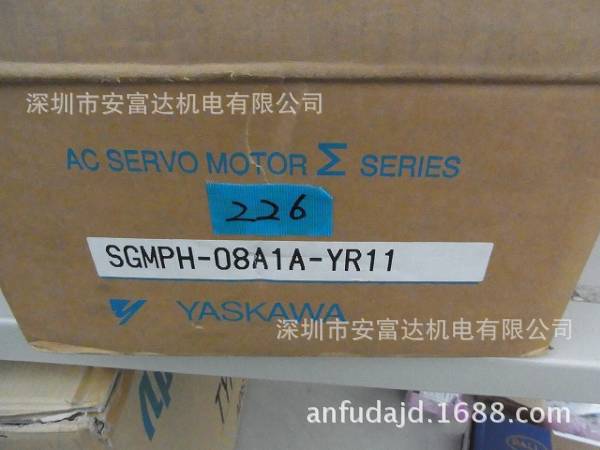 深圳市安富达机电有限公司
AC SERVO MOTOR Σ SERIES
226
SGMPH-08A1A-YR11
YASKAWA
深圳市安富达机电有限公司
anfudajd.1688.com